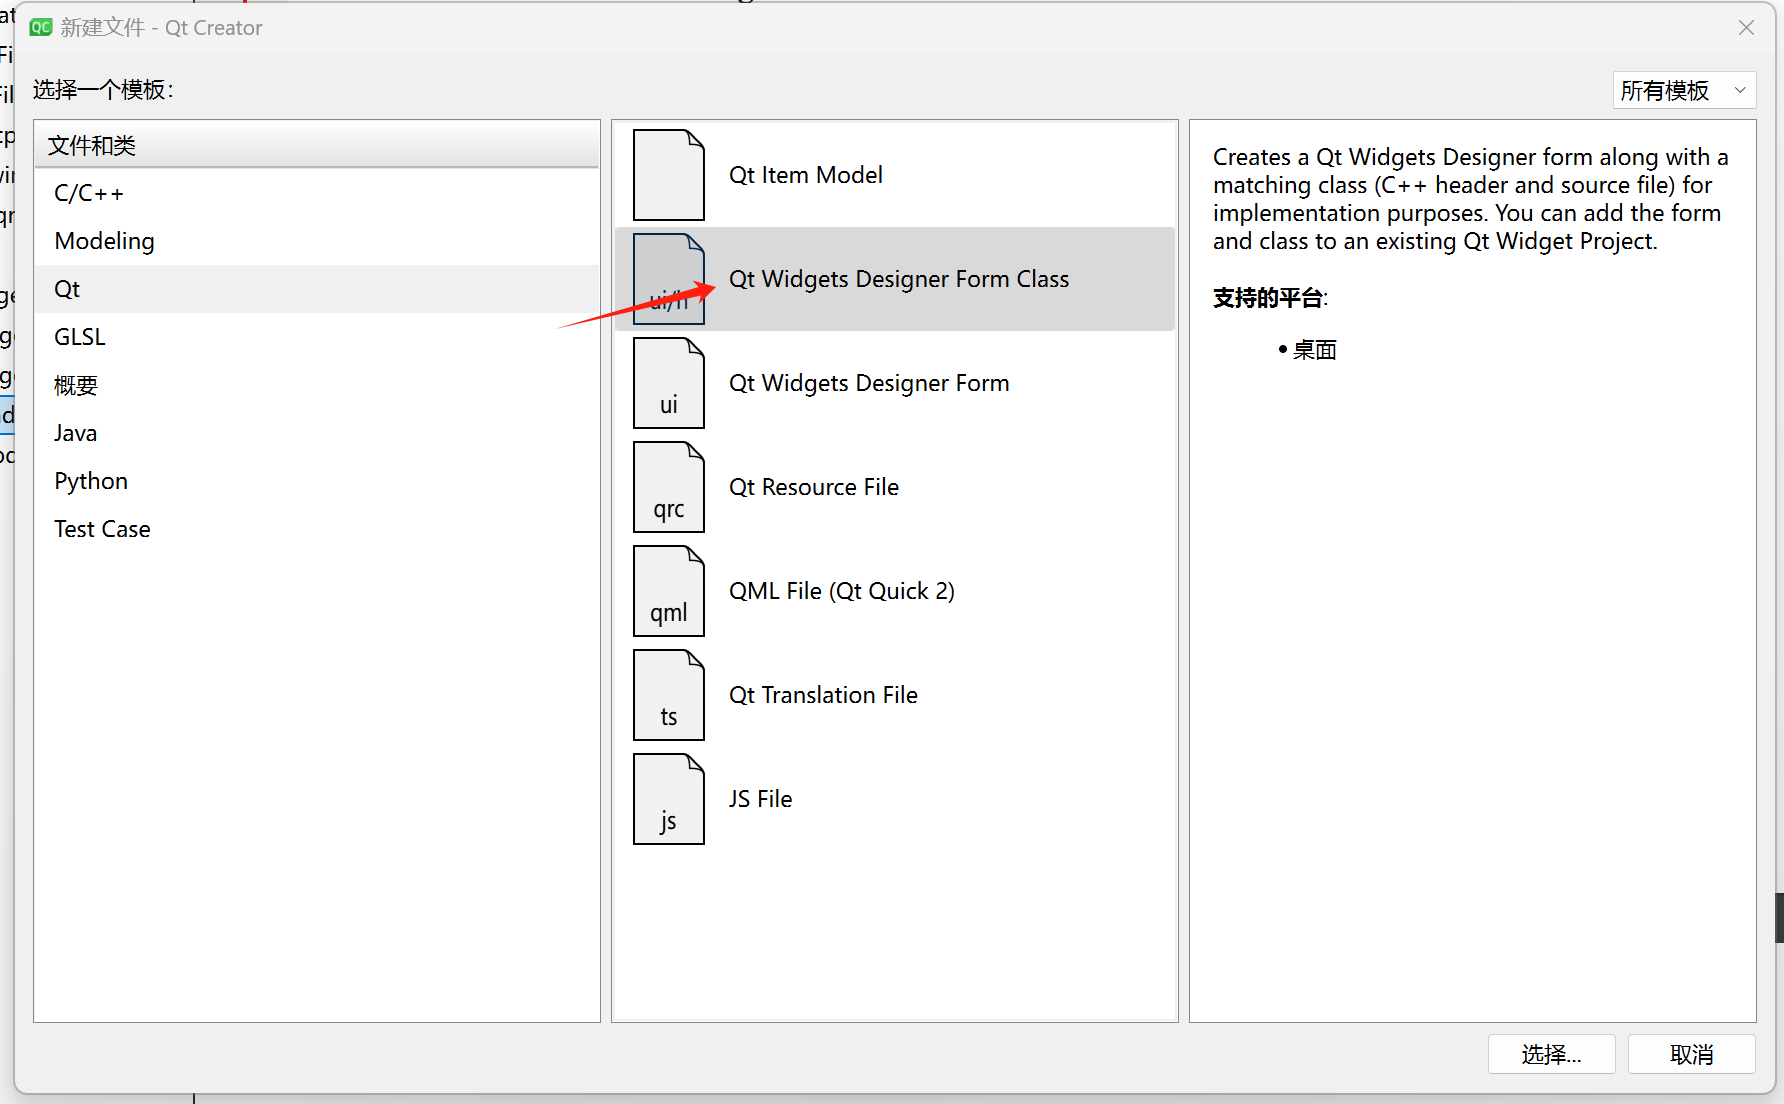 新建文件 - Qt Creator
选择一个模板:
所有模板
文件和类
C/C++
Modeling
Qt
GLSL
概要
Java
Python
Test Case
Qt Item Model
ui/h
Qt Widgets Designer Form Class
ui
Qt Widgets Designer Form
qrc
Qt Resource File
qml
QML File (Qt Quick 2)
ts
Qt Translation File
js
JS File
Creates a Qt Widgets Designer form along with a
matching class (C++ header and source file) for
implementation purposes. You can add the form
and class to an existing Qt Widget Project.
支持的平台:
• 桌面
选择...
取消